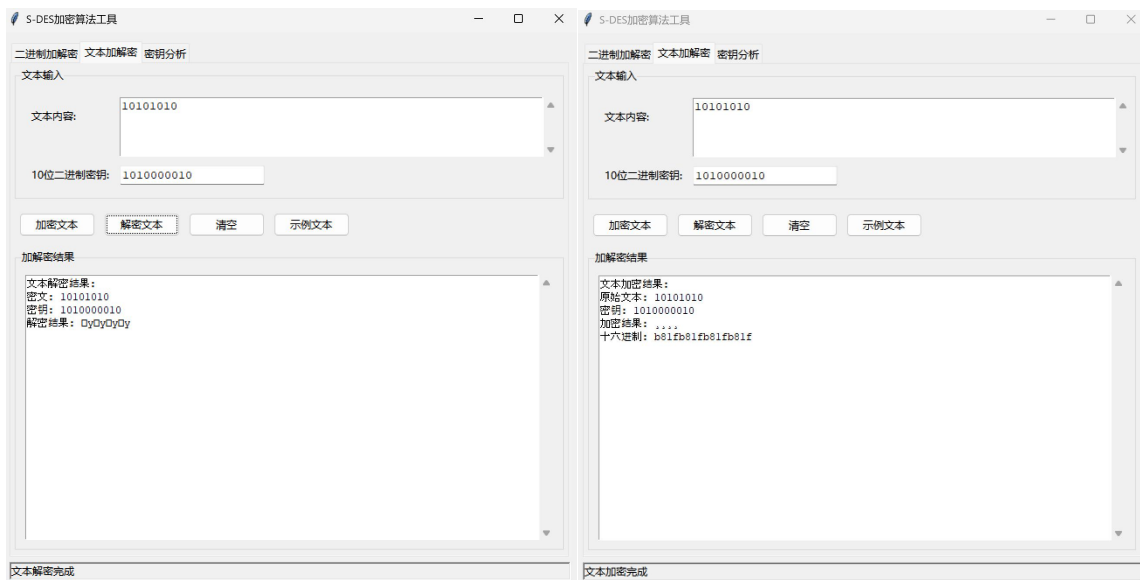 S-DES加密算法工具
二进制加解密 文本加解密 密钥分析
文本输入
文本内容:
10101010
10位二进制密钥: 1010000010
加密文本 解密文本 清空 示例文本
加解密结果
文本解密结果:
密文: 10101010
密钥: 1010000010
解密结果: □y□y□y□y
文本解密完成
S-DES加密算法工具
二进制加解密 文本加解密 密钥分析
文本输入
文本内容:
10101010
10位二进制密钥: 1010000010
加密文本 解密文本 清空 示例文本
加解密结果
文本加密结果:
原始文本: 10101010
密钥: 1010000010
加密结果: ¸¸¸¸
十六进制: b81fb81fb81fb81f
文本加密完成